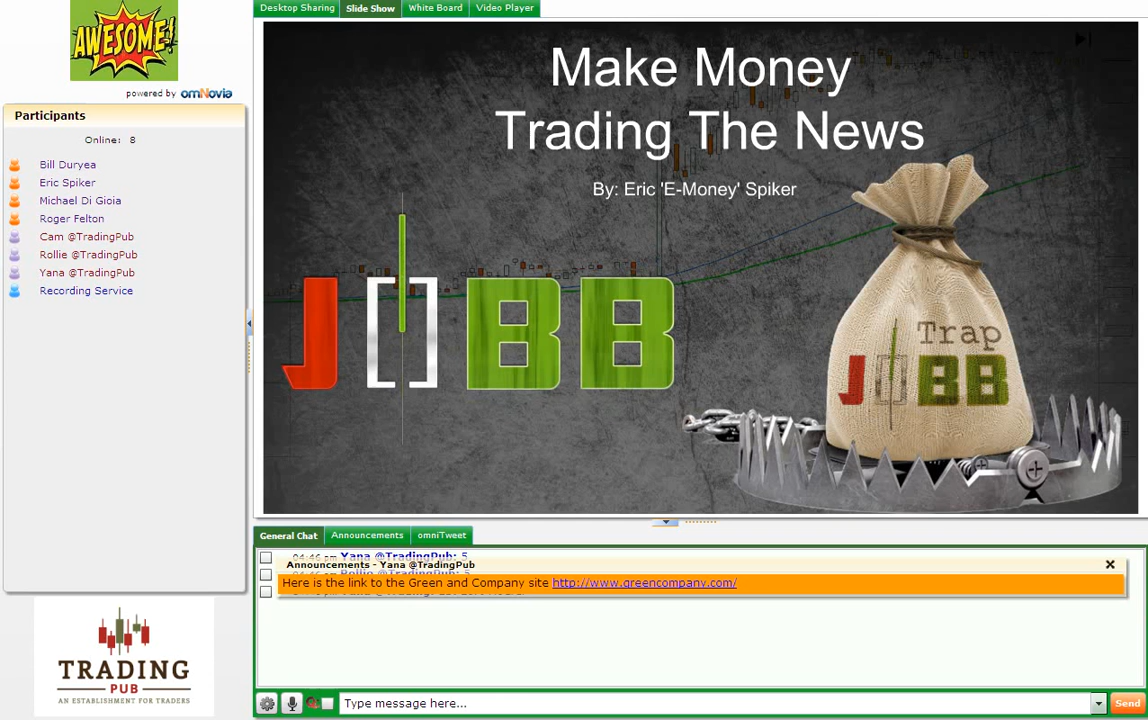 AWESOME!
powered by omNovia
Participants
Online: 8
Bill Duryea
Eric Spiker
Michael Di Gioia
Roger Felton
Cam @TradingPub
Rollie @TradingPub
Yana @TradingPub
Recording Service
TRADING
PUB
AN ESTABLISHMENT FOR TRADERS
Desktop Sharing
Slide Show
White Board
Video Player
Make Money
Trading The News
By: Eric 'E-Money' Spiker
J[]BB
Trap
J[]BB
General Chat
Announcements
omniTweet
04:46 pm Yana @TradingPub: 5
Announcements - Yana @TradingPub
Here is the link to the Green and Company site http://www.greencompany.com/
Type message here...
Send